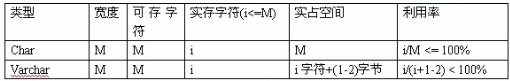 类型 宽度 可存字符 实存字符(i<=M) 实占空间 利用率
Char M M i M i/M <= 100%
Varchar M M i i字符+(1-2)字节 i/(i+1-2) < 100%